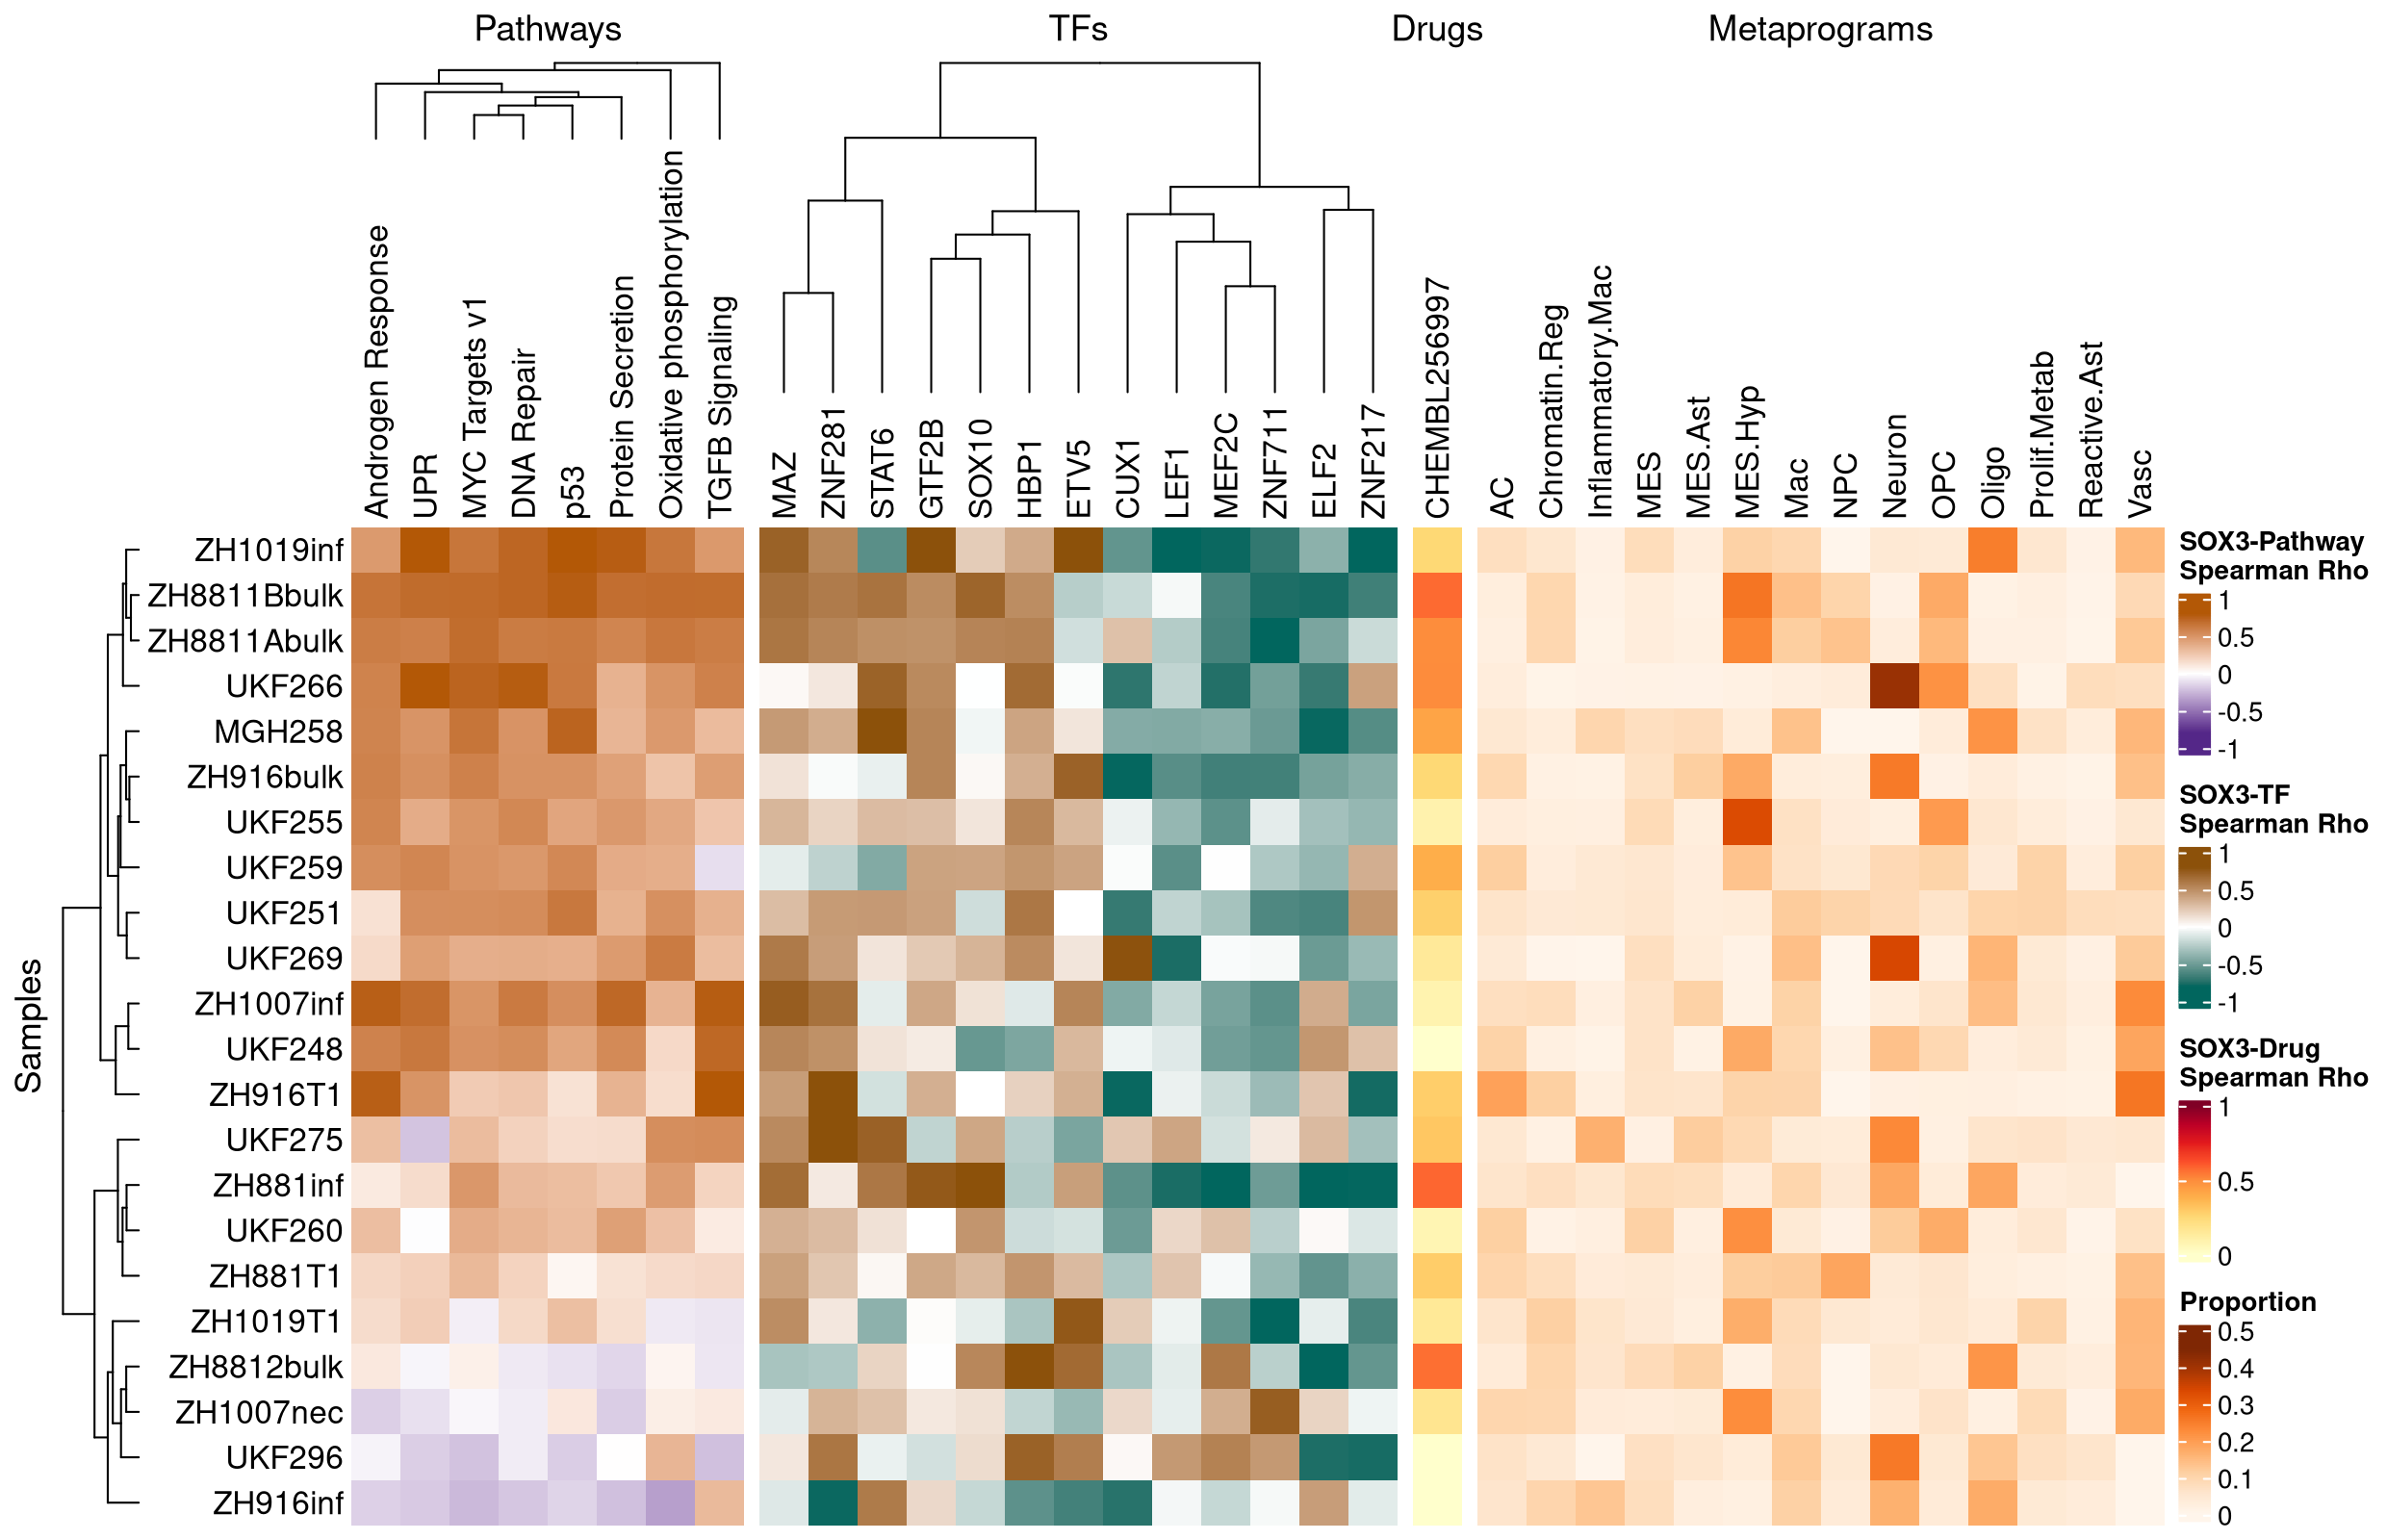 Pathways TFs Drugs Metaprograms
Androgen Response
UPR
MYC Targets v1
DNA Repair
p53
Protein Secretion
Oxidative phosphorylation
TGFB Signaling
MAZ
ZNF281
STAT6
GTF2B
SOX10
HBP1
ETV5
CUX1
LEF1
MEF2C
ZNF711
ELF2
ZNF217
CHEMBL256997
AC
Chromatin.Reg
Inflammatory.Mac
MES
MES.Ast
MES.Hyp
Mac
NPC
Neuron
OPC
Oligo
Prolif.Metab
Reactive.Ast
Vasc
Samples
ZH1019inf
ZH8811Bbulk
ZH8811Abulk
UKF266
MGH258
ZH916bulk
UKF255
UKF259
UKF251
UKF269
ZH1007inf
UKF248
ZH916T1
UKF275
ZH881inf
UKF260
ZH881T1
ZH1019T1
ZH8812bulk
ZH1007nec
UKF296
ZH916inf
SOX3-Pathway
Spearman Rho
1
0.5
0
-0.5
-1
SOX3-TF
Spearman Rho
1
0.5
0
-0.5
-1
SOX3-Drug
Spearman Rho
1
0.5
0
Proportion
0.5
0.4
0.3
0.2
0.1
0